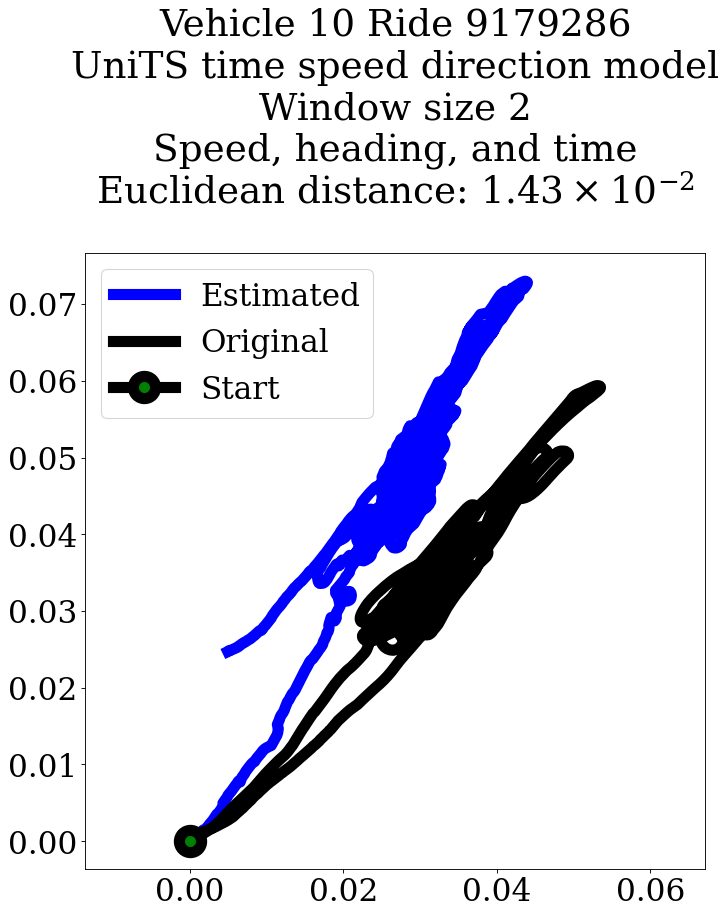 Vehicle 10 Ride 9179286
UniTS time speed direction model
Window size 2
Speed, heading, and time
Euclidean distance: 1.43 × 10⁻²
Estimated
Original
Start
0.07
0.06
0.05
0.04
0.03
0.02
0.01
0.00
0.00 0.02 0.04 0.06